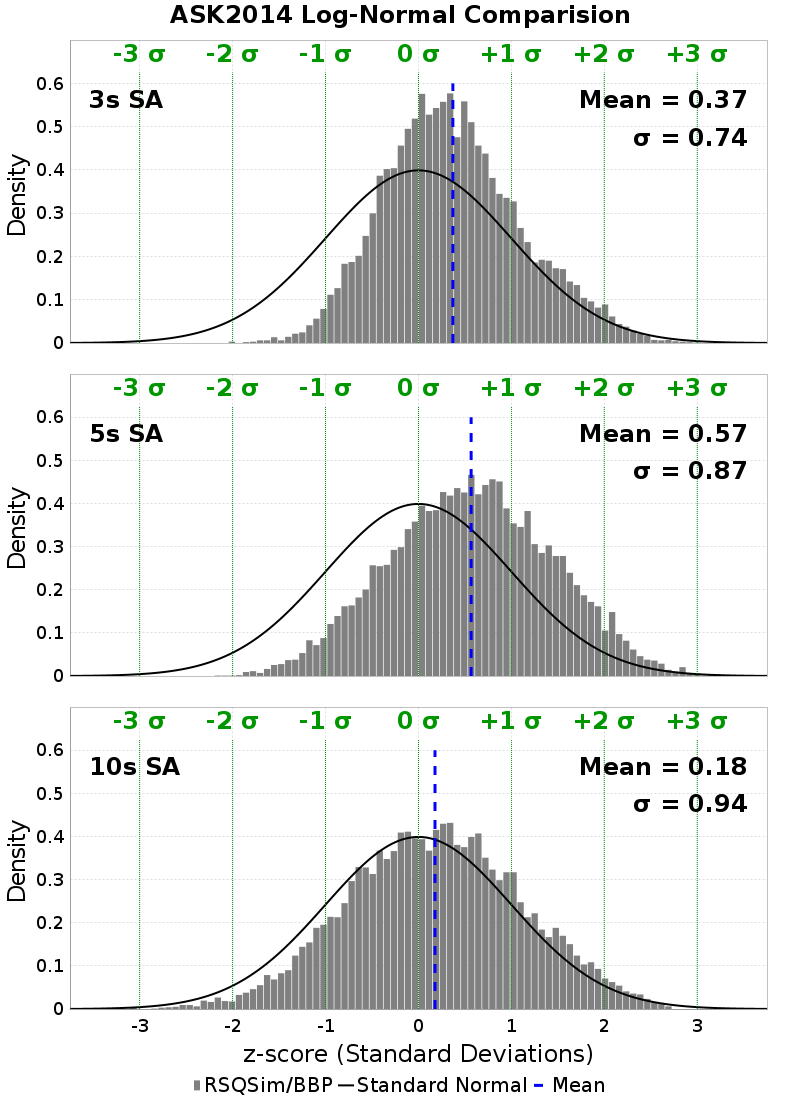 ASK2014 Log-Normal Comparision
-3 σ -2 σ -1 σ 0 σ +1 σ +2 σ +3 σ
3s SA
Mean = 0.37
σ = 0.74
0.6
0.5
0.4
0.3
0.2
0.1
0
Density
-3 σ -2 σ -1 σ 0 σ +1 σ +2 σ +3 σ
5s SA
Mean = 0.57
σ = 0.87
0.6
0.5
0.4
0.3
0.2
0.1
0
Density
-3 σ -2 σ -1 σ 0 σ +1 σ +2 σ +3 σ
10s SA
Mean = 0.18
σ = 0.94
0.6
0.5
0.4
0.3
0.2
0.1
0
Density
-3 -2 -1 0 1 2 3
z-score (Standard Deviations)
RSQSim/BBP Standard Normal Mean